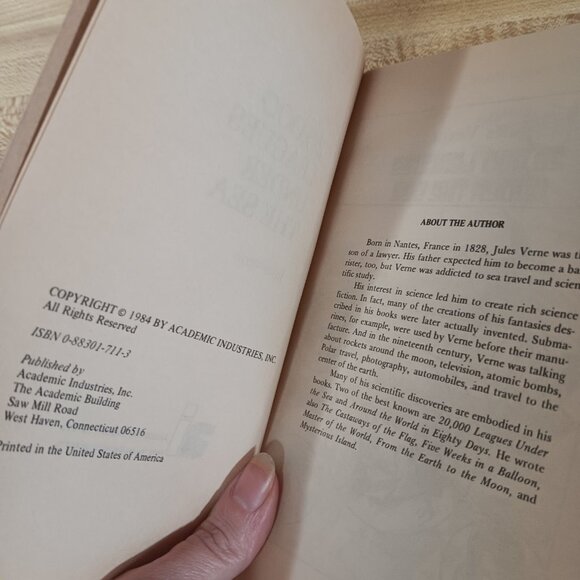 COPYRIGHT © 1984 BY ACADEMIC INDUSTRIES, INC
All Rights Reserved
ISBN 0-88301-711-3
Published by
Academic Industries, Inc.
The Academic Building
Saw Mill Road
West Haven, Connecticut 06516
Printed in the United States of America
ABOUT THE AUTHOR
Born in Nantes, France in 1828, Jules Verne was the
son of a lawyer. His father expected him to become a ba-
rister, too, but Verne was addicted to sea travel and scien-
tific study.
His interest in science led him to create rich science
fiction. In fact, many of the creations of his fantasies des-
cribed in his books were later actually invented. Subma-
rines, for example, were used by Verne before their manu-
facture. And in the nineteenth century, Verne was talking
about rockets around the moon, television, atomic bombs,
Polar travel, photography, automobiles, and travel to the
center of the earth.
Many of his scientific discoveries are embodied in his
books. Two of the best known are 20,000 Leagues Under
the Sea and Around the World in Eighty Days. He wrote
also The Castaways of the Flag, Five Weeks in a Balloon,
Master of the World, From the Earth to the Moon, and
Mysterious Island.